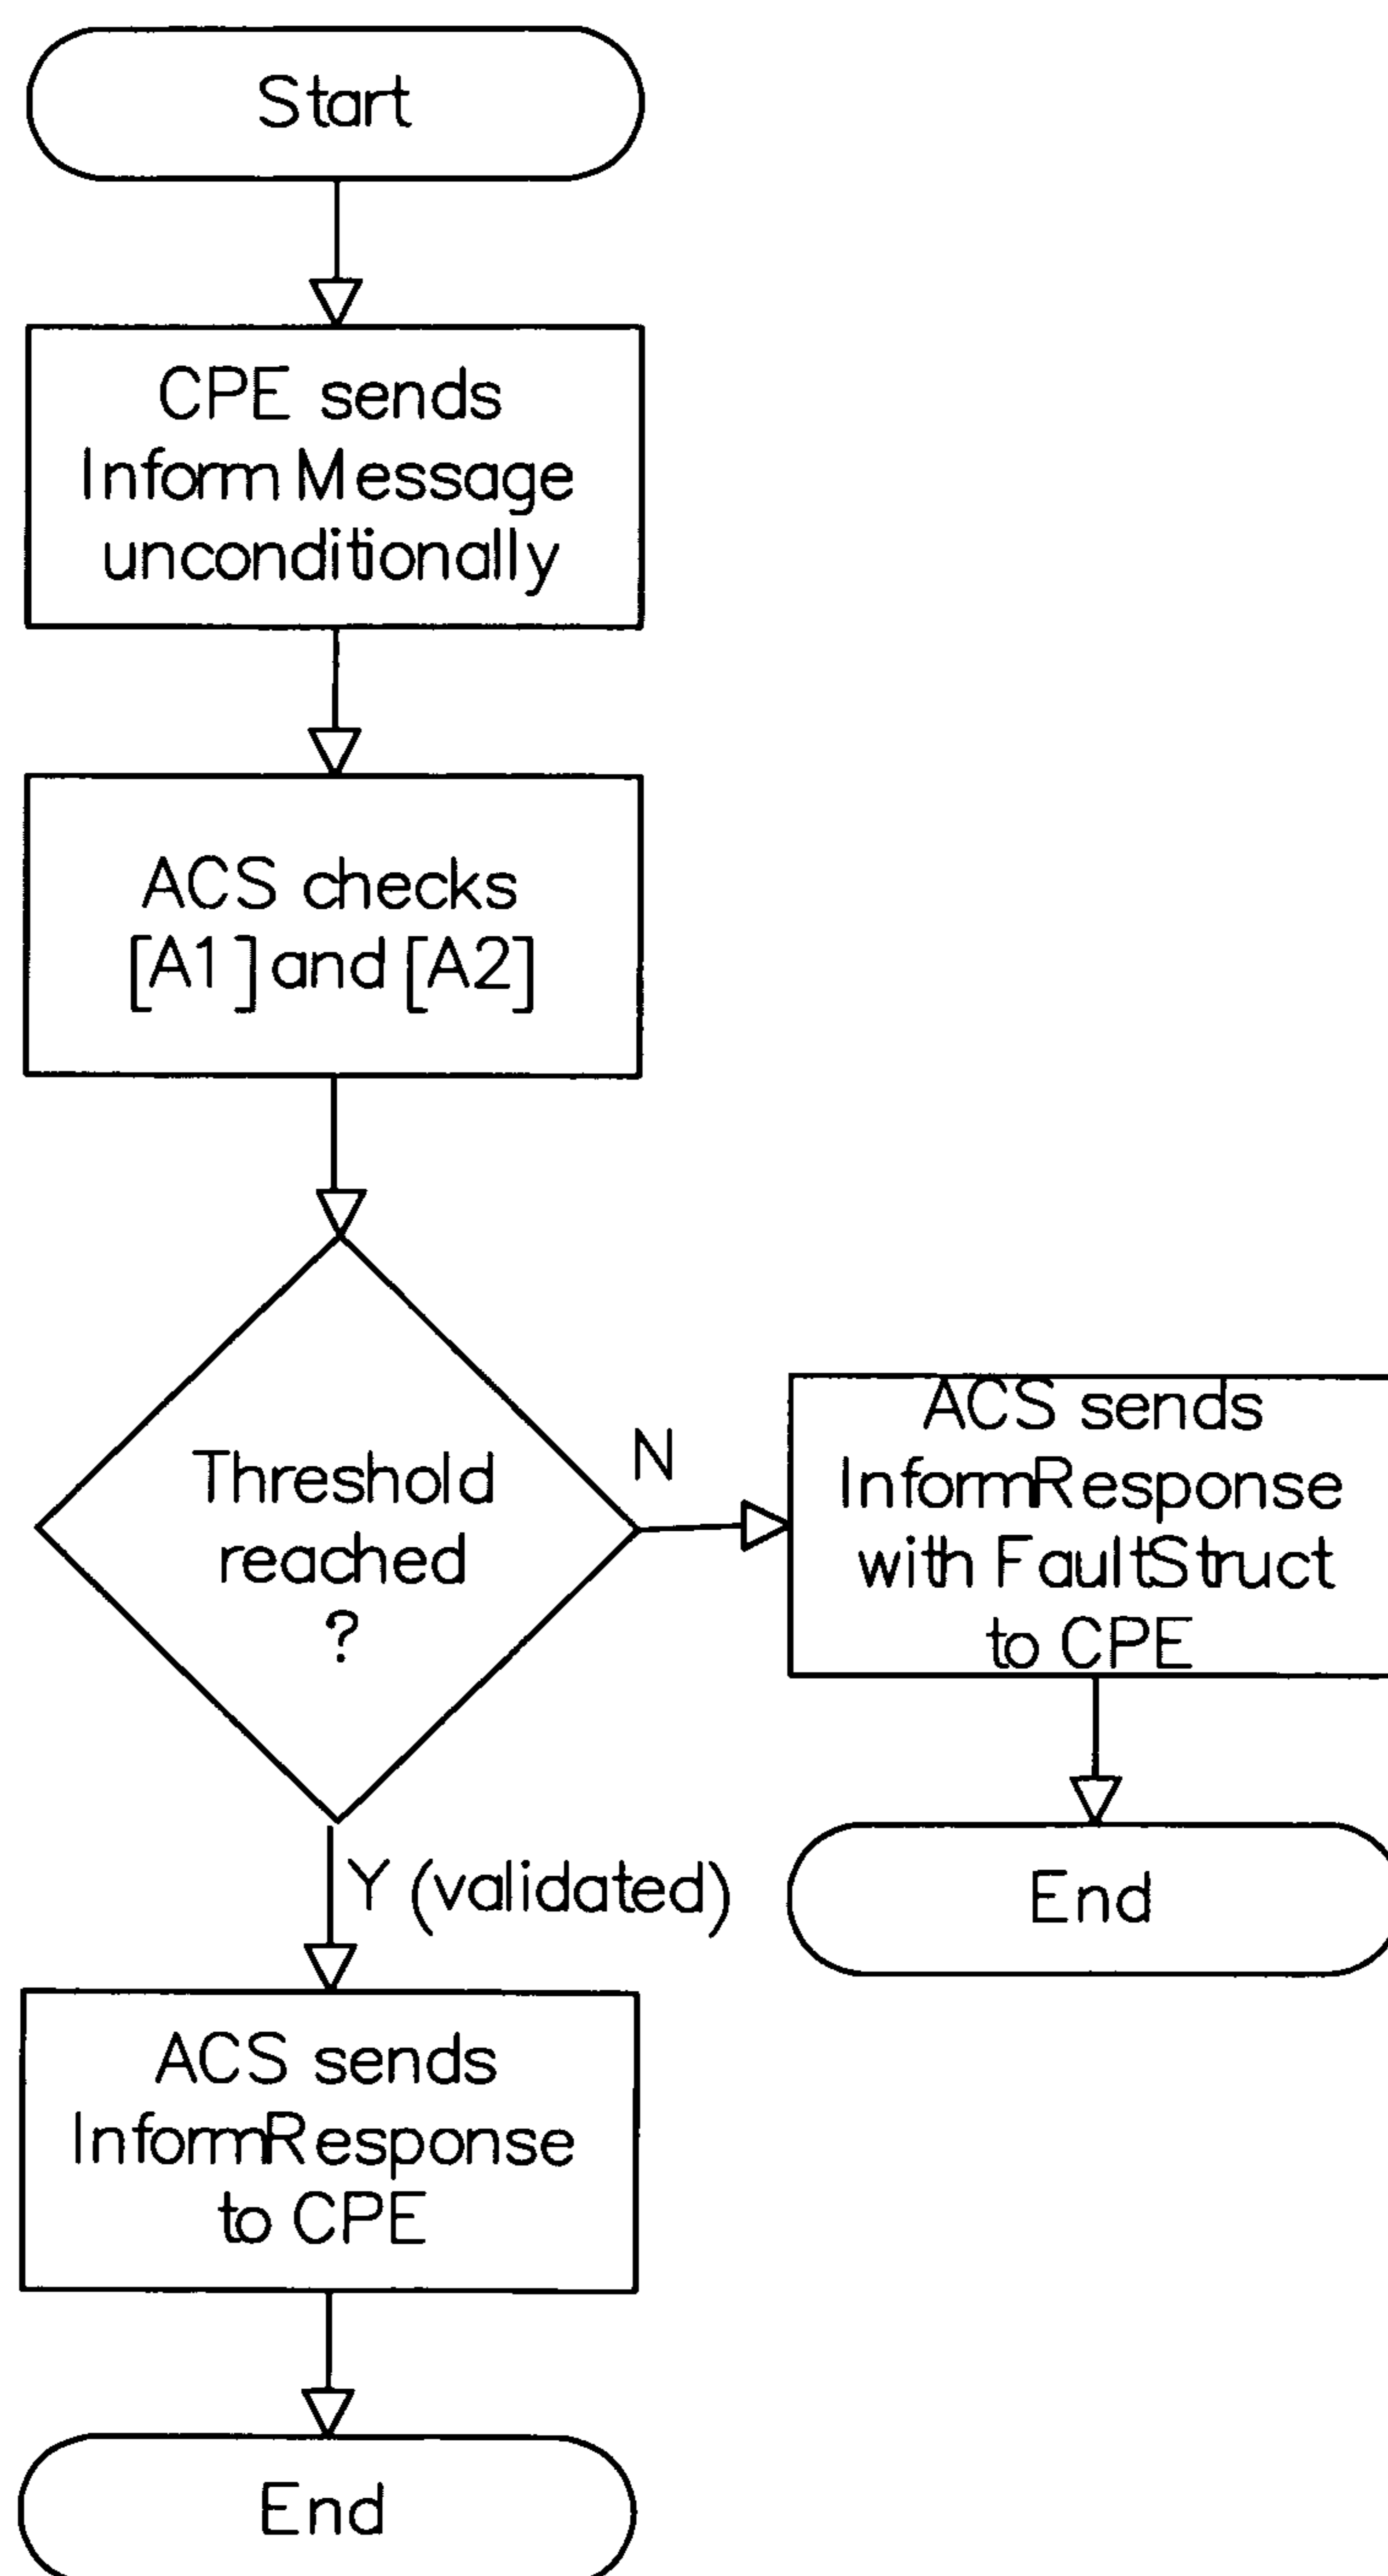 Start
CPE sends
Inform Message
unconditionally
ACS checks
[A1] and [A2]
Threshold
reached
?
N
ACS sends
InformResponse
with FaultStruct
to CPE
End
Y (validated)
ACS sends
InformResponse
to CPE
End